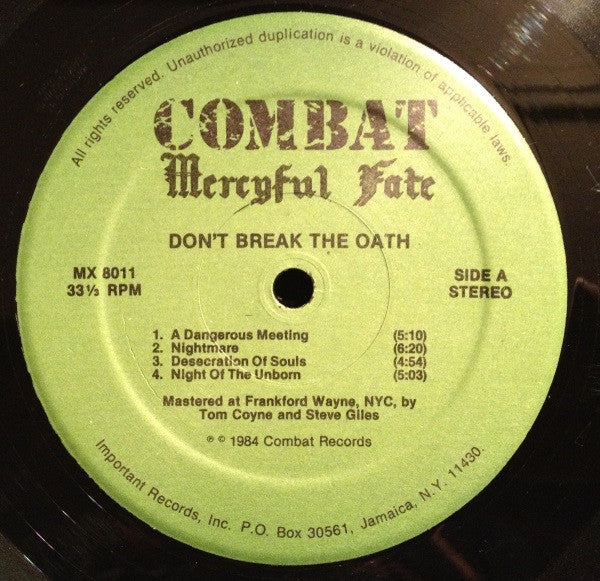 All rights reserved. Unauthorized duplication is a violation of applicable laws.
COMBAT
Mercyful Fate
DON'T BREAK THE OATH
MX 8011
33⅓ RPM
SIDE A
STEREO
1. A Dangerous Meeting (5:10)
2. Nightmare (6:20)
3. Desecration Of Souls (4:54)
4. Night Of The Unborn (5:03)
Mastered at Frankford Wayne, NYC, by
Tom Coyne and Steve Giles
℗ © 1984 Combat Records
Important Records, Inc. P.O. Box 30561, Jamaica, N.Y. 11430.